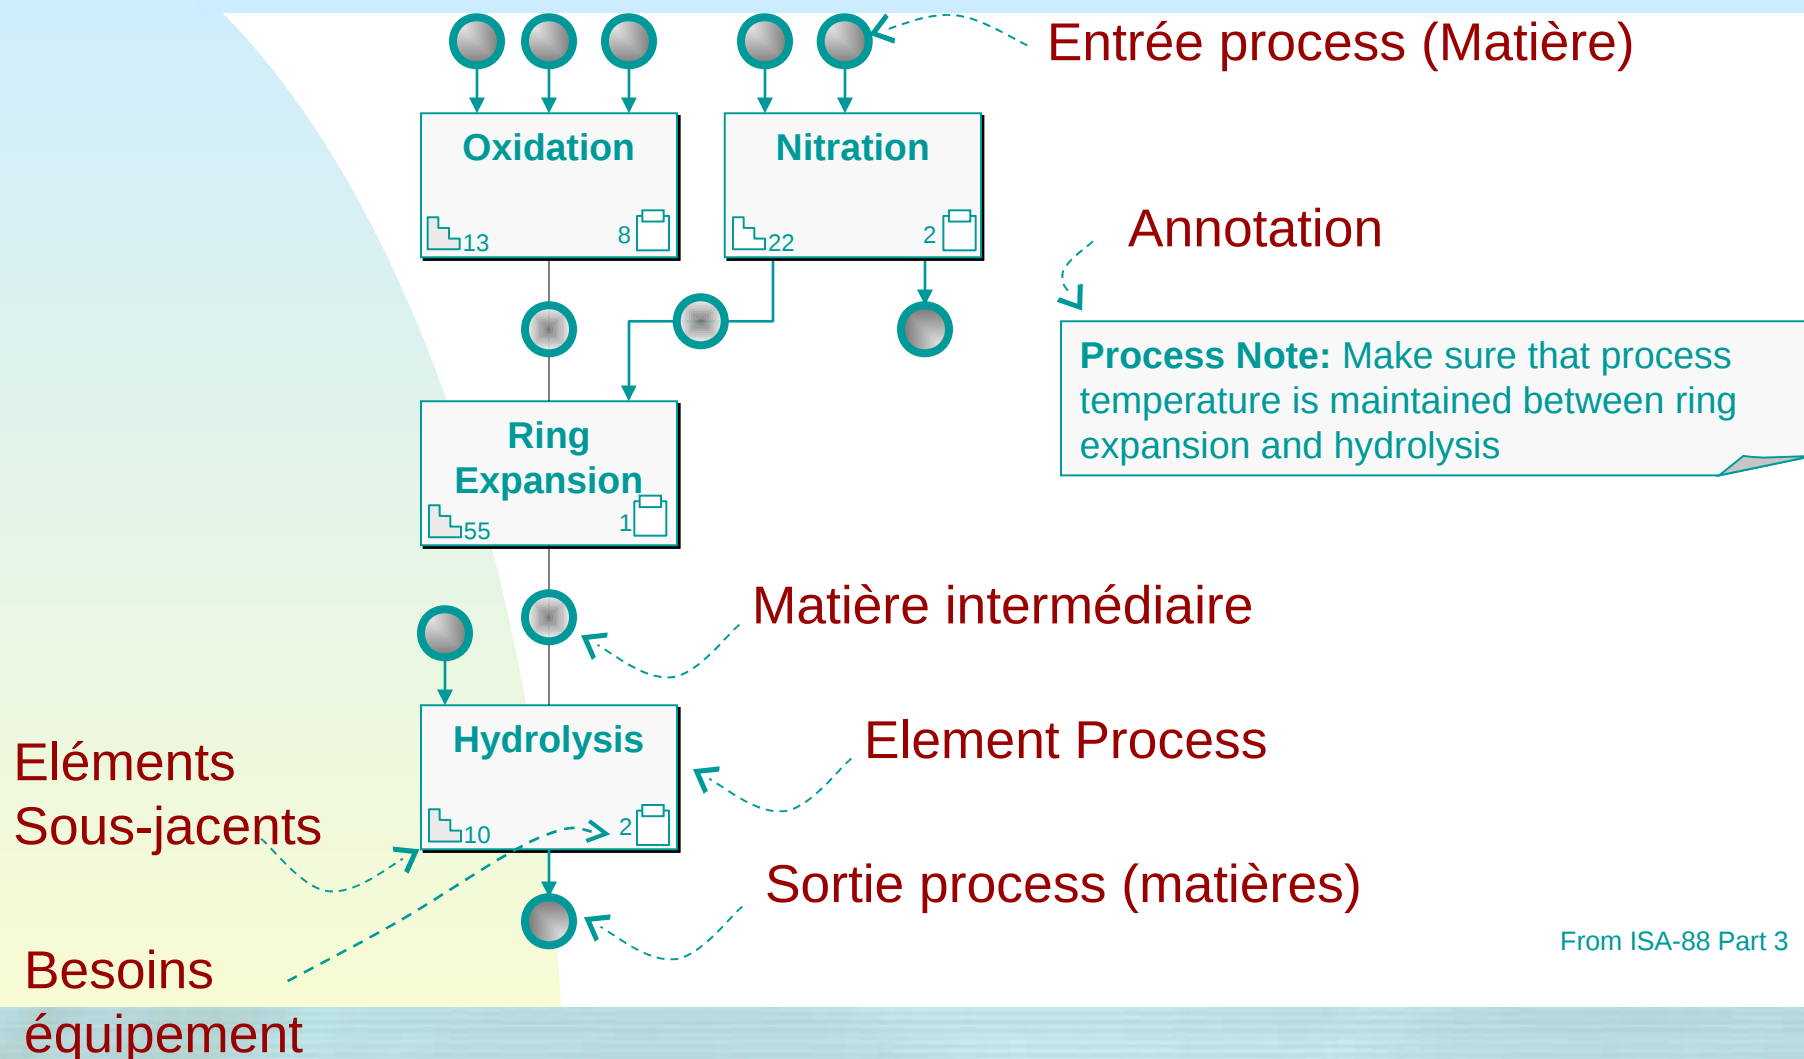 Entrée process (Matière)
Oxidation
Nitration
13
8
22
2
Annotation
Process Note: Make sure that process
temperature is maintained between ring
expansion and hydrolysis
Ring
Expansion
55
1
Matière intermédiaire
Hydrolysis
Element Process
Eléments
Sous-jacents
10
2
Sortie process (matières)
From ISA-88 Part 3
Besoins
équipement